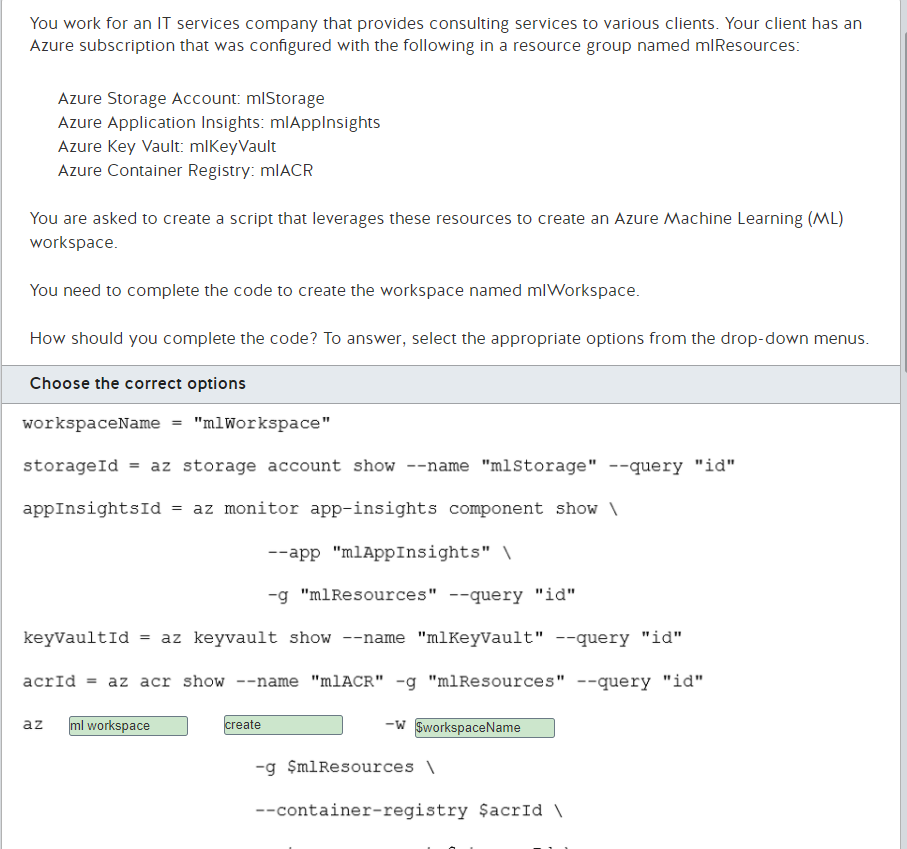 You work for an IT services company that provides consulting services to various clients. Your client has an
Azure subscription that was configured with the following in a resource group named mlResources:
Azure Storage Account: mlStorage
Azure Application Insights: mlAppInsights
Azure Key Vault: mlKeyVault
Azure Container Registry: mlACR
You are asked to create a script that leverages these resources to create an Azure Machine Learning (ML)
workspace.
You need to complete the code to create the workspace named mlWorkspace.
How should you complete the code? To answer, select the appropriate options from the drop-down menus.
Choose the correct options
workspaceName = "mlWorkspace"
storageId = az storage account show --name "mlStorage" --query "id"
appInsightsId = az monitor app-insights component show \
--app "mlAppInsights" \
-g "mlResources" --query "id"
keyVaultId = az keyvault show --name "mlKeyVault" --query "id"
acrId = az acr show --name "mlACR" -g "mlResources" --query "id"
az ml workspace create -w $workspaceName
-g $mlResources \
--container-registry $acrId \